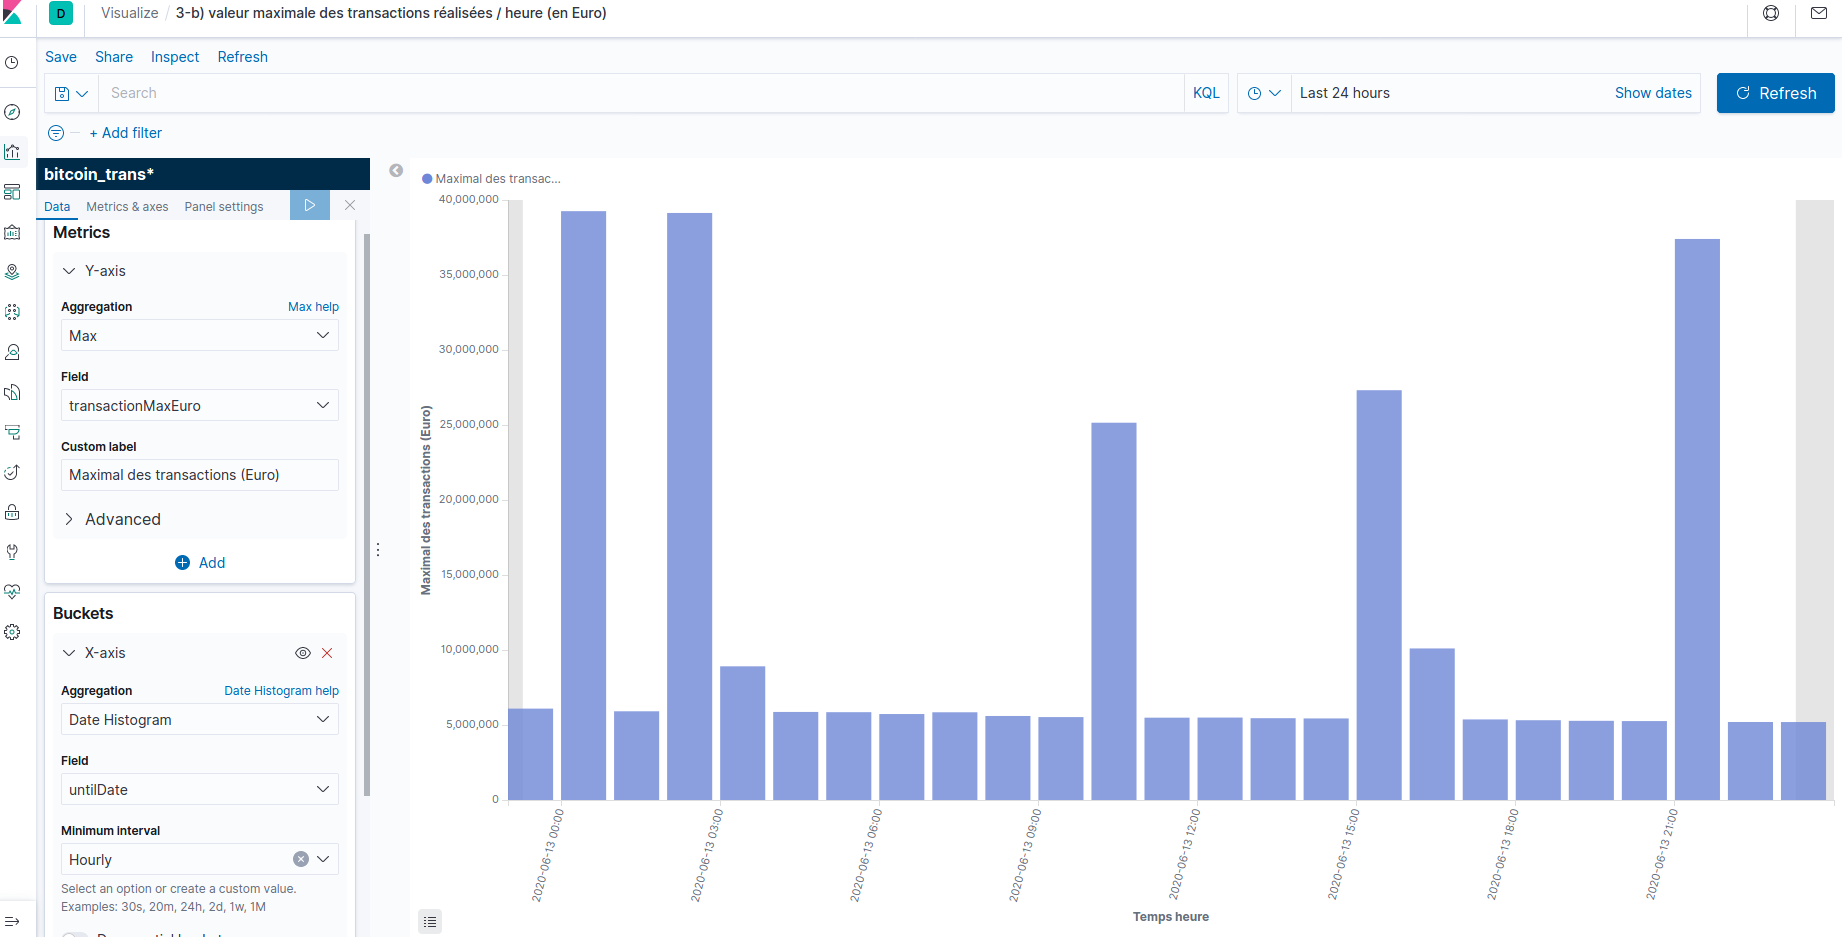 D Visualize / 3-b) valeur maximale des transactions réalisées / heure (en Euro)
Save Share Inspect Refresh
Search KQL Last 24 hours Show dates Refresh
+ Add filter
bitcoin_trans*
Data Metrics & axes Panel settings
Metrics
Y-axis
Aggregation Max help
Max
Field
transactionMaxEuro
Custom label
Maximal des transactions (Euro)
Advanced
Add
Buckets
X-axis
Aggregation Date Histogram help
Date Histogram
Field
untilDate
Minimum interval
Hourly
Select an option or create a custom value.
Examples: 30s, 20m, 24h, 2d, 1w, 1M
Maximal des transac...
40,000,000
35,000,000
30,000,000
25,000,000
20,000,000
15,000,000
10,000,000
5,000,000
0
Maximal des transactions (Euro)
2020-06-13 00:00
2020-06-13 03:00
2020-06-13 06:00
2020-06-13 09:00
2020-06-13 12:00
2020-06-13 15:00
2020-06-13 18:00
2020-06-13 21:00
Temps heure